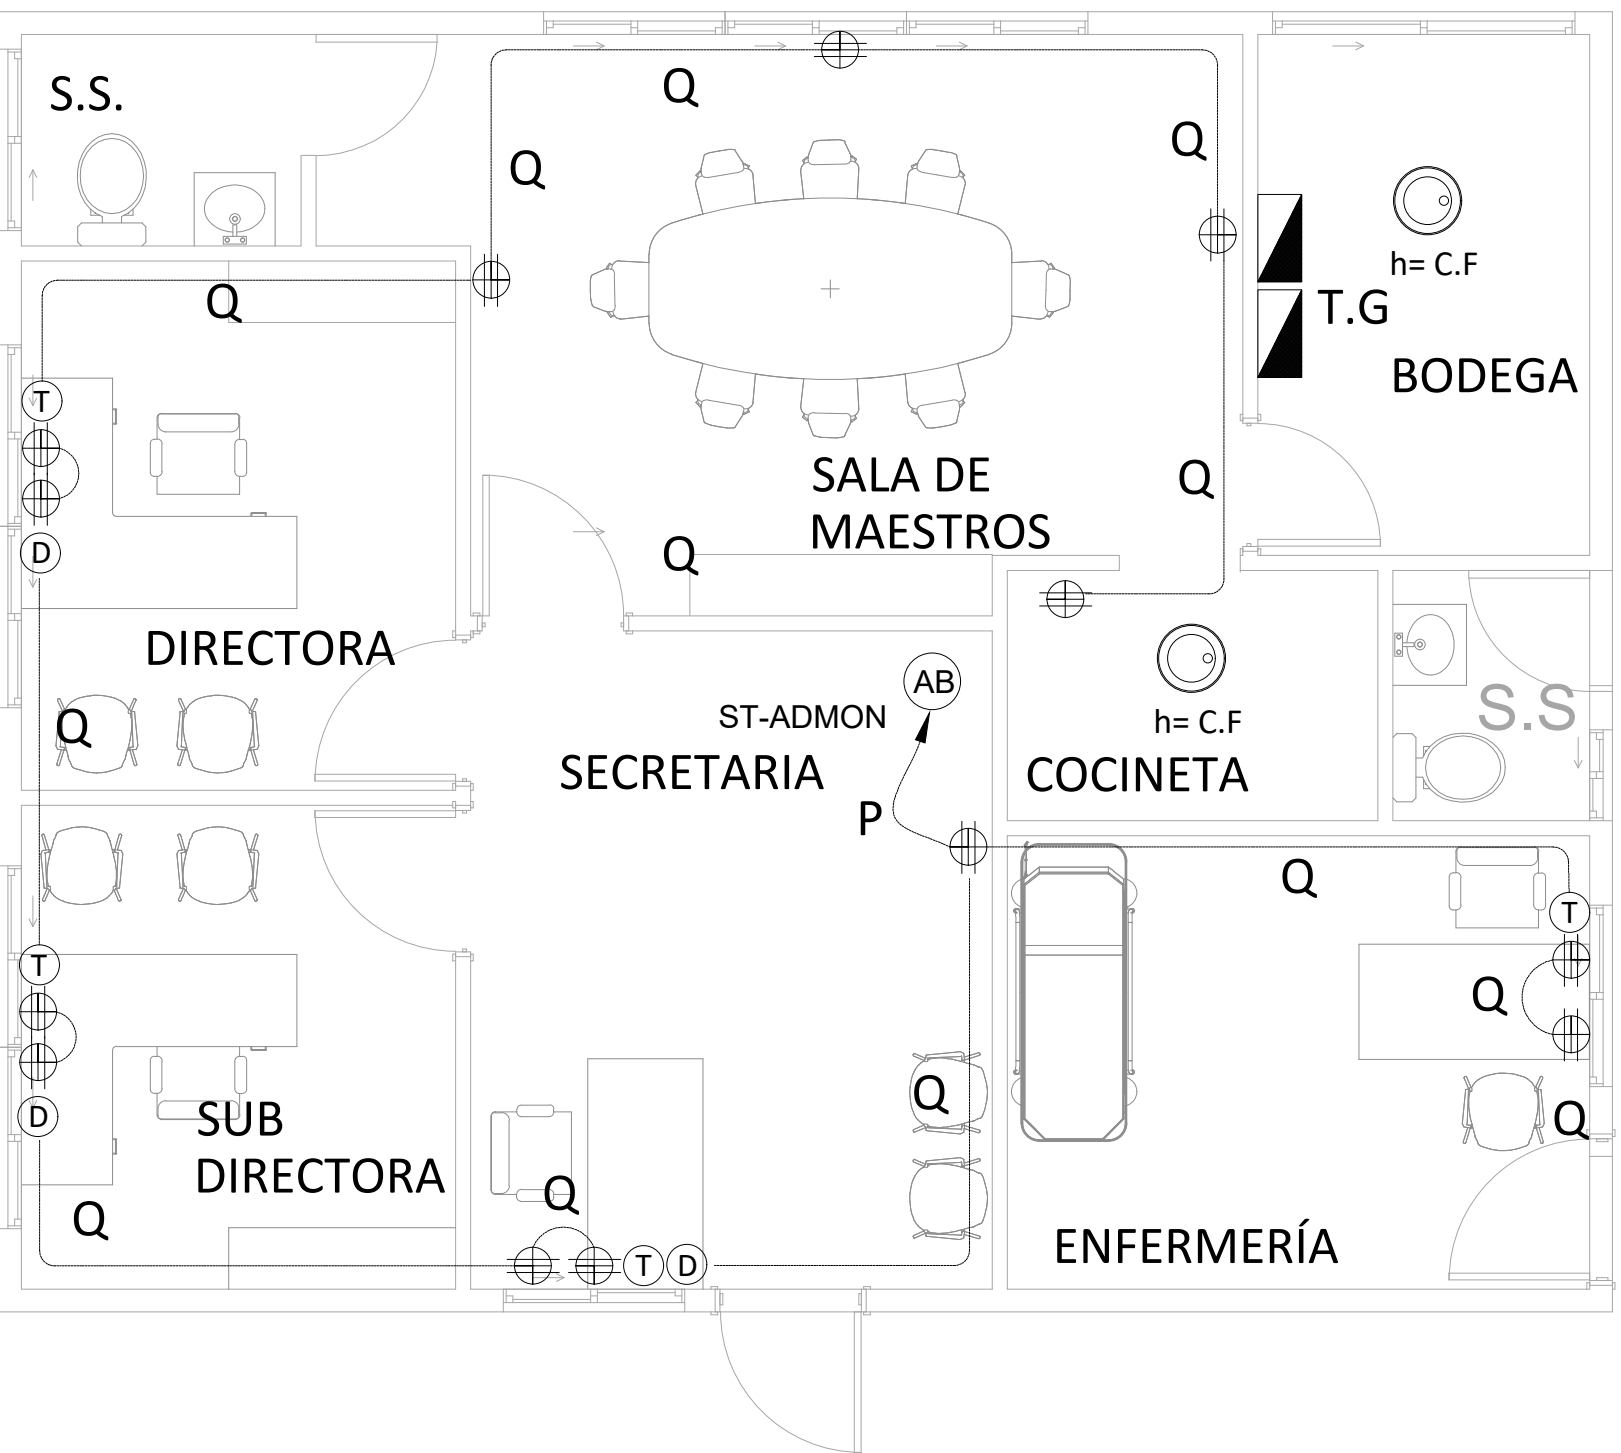 S.S.
Q
Q
Q
h= C.F
Q
T.G
BODEGA
T
SALA DE
MAESTROS
Q
D
Q
DIRECTORA
AB
S.S
ST-ADMON
Q
h= C.F
SECRETARIA
COCINETA
P
Q
T
T
Q
Q
D
SUB
DIRECTORA
Q
Q
Q
ENFERMERÍA
T
D